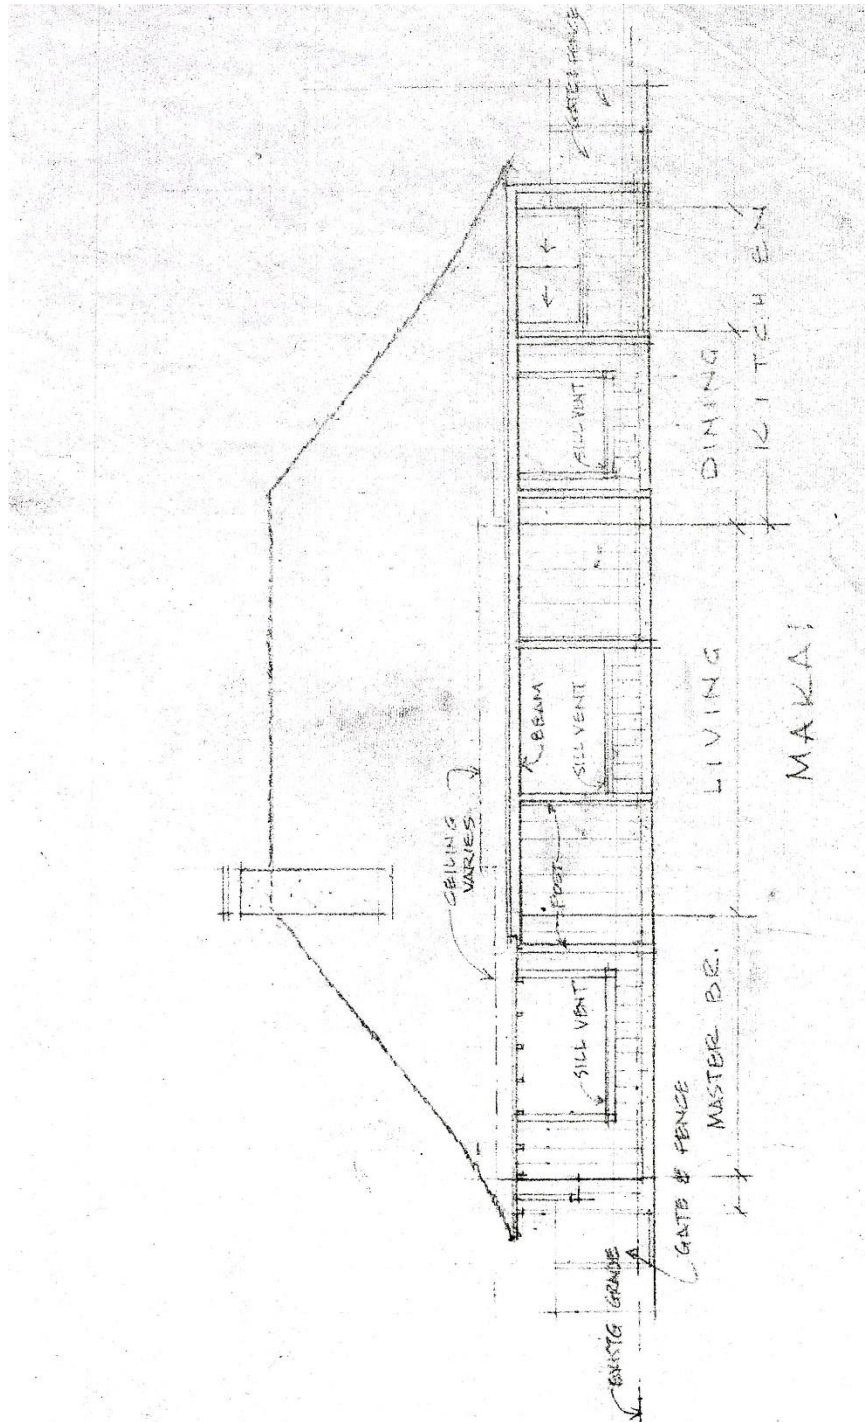 EXIST'G GRADE
GATE & FENCE
MASTER BR.
LIVING
DINING
KITCHEN
MAKAI
CEILING
VARIES
SILL VENT
POST
BEAM
SILL VENT
SILL VENT
GATE & FENCE